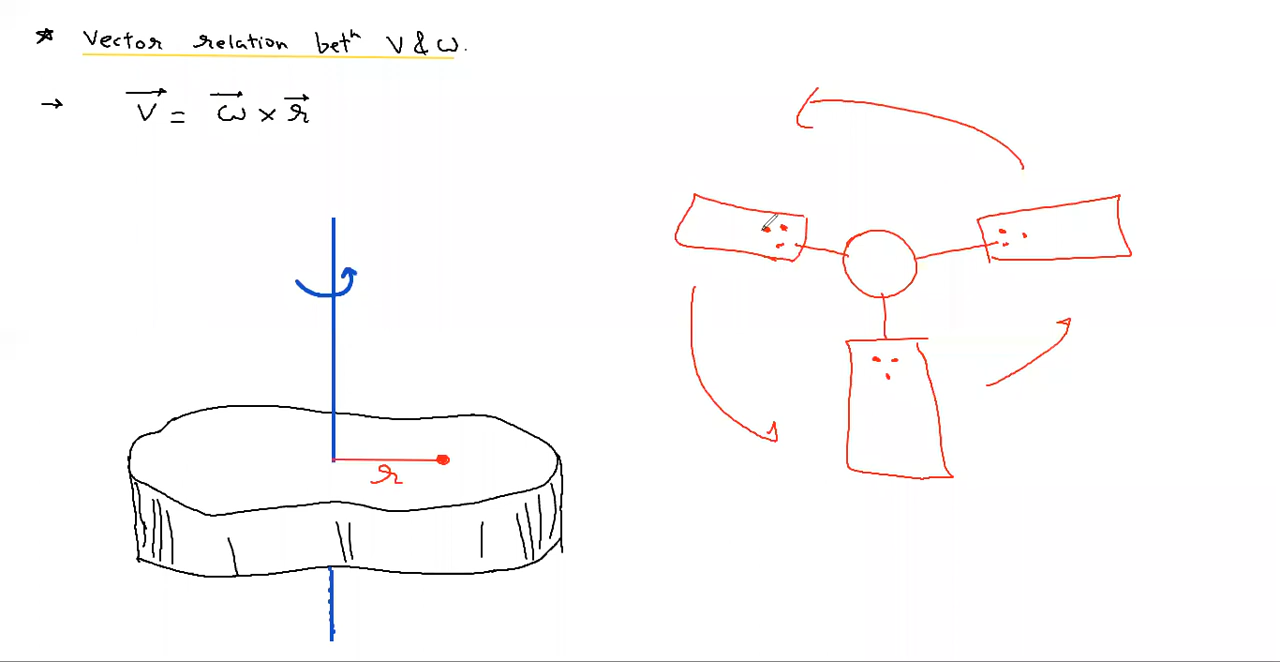 * Vector relation betⁿ V & ω.
→ V⃗ = ω⃗ × r⃗
r